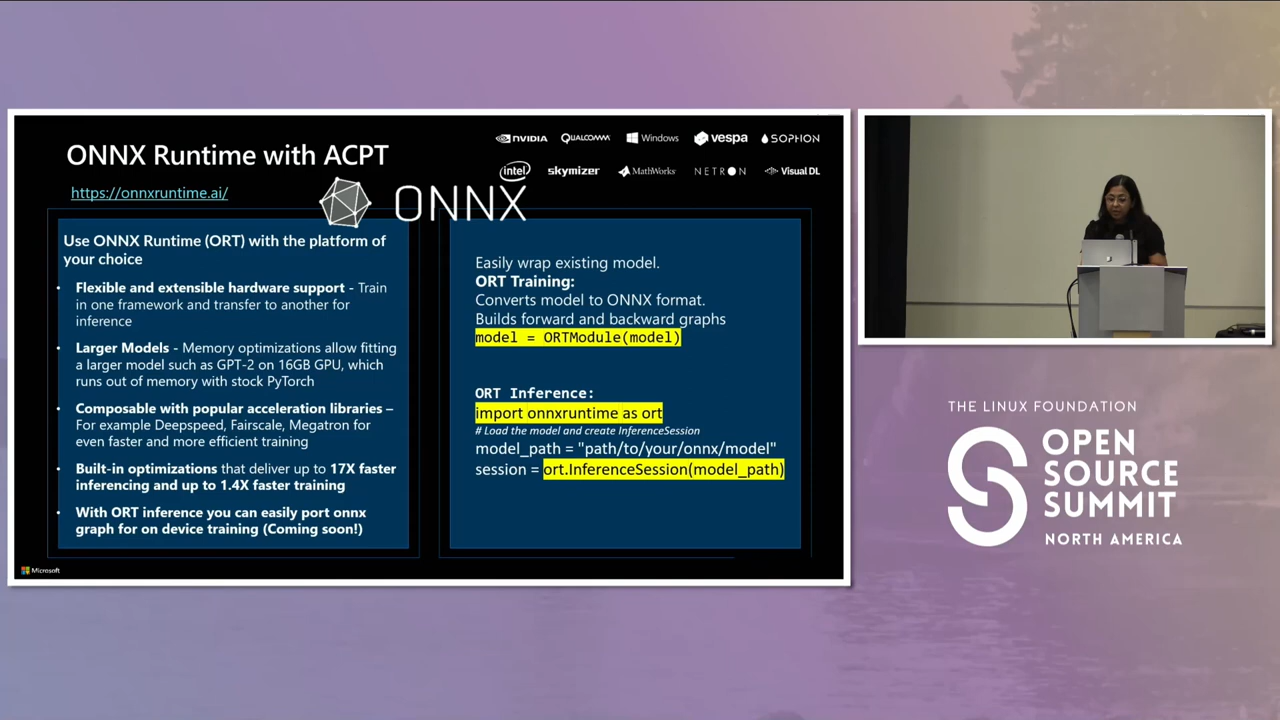 ONNX Runtime with ACPT
https://onnxruntime.ai/
NVIDIA QUALCOMM Windows vespa SOPHON
intel skymizer MathWorks NETRON Visual DL
ONNX
Use ONNX Runtime (ORT) with the platform of
your choice
• Flexible and extensible hardware support - Train
in one framework and transfer to another for
inference
• Larger Models - Memory optimizations allow fitting
a larger model such as GPT-2 on 16GB GPU, which
runs out of memory with stock PyTorch
• Composable with popular acceleration libraries –
For example Deepspeed, Fairscale, Megatron for
even faster and more efficient training
• Built-in optimizations that deliver up to 17X faster
inferencing and up to 1.4X faster training
• With ORT inference you can easily port onnx
graph for on device training (Coming soon!)
Easily wrap existing model.
ORT Training:
Converts model to ONNX format.
Builds forward and backward graphs
model = ORTModule(model)
ORT Inference:
import onnxruntime as ort
# Load the model and create InferenceSession
model_path = "path/to/your/onnx/model"
session = ort.InferenceSession(model_path)
Microsoft
THE LINUX FOUNDATION
OPEN
SOURCE
SUMMIT
NORTH AMERICA